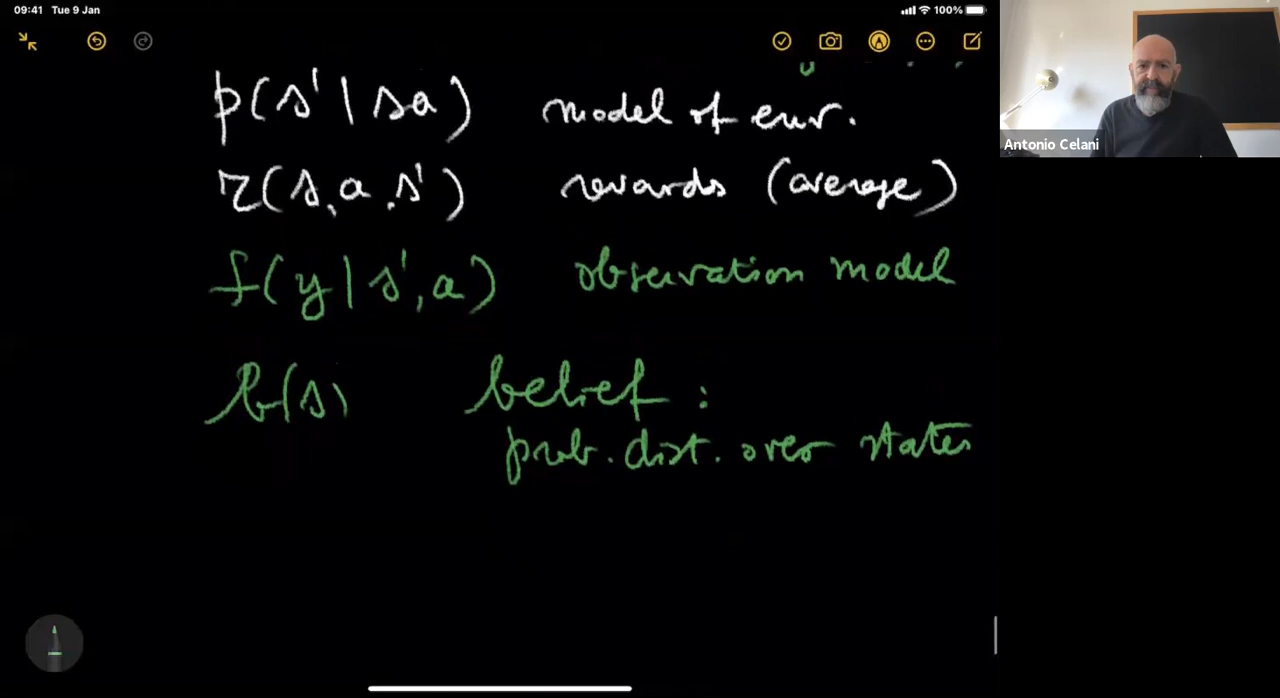 09:41 Tue 9 Jan 100%
p(s' | sa) model of env.
r(s,a,s') rewards (average)
f(y | s', a) observation model
b(s) belief :
prob. dist. over states
Antonio Celani